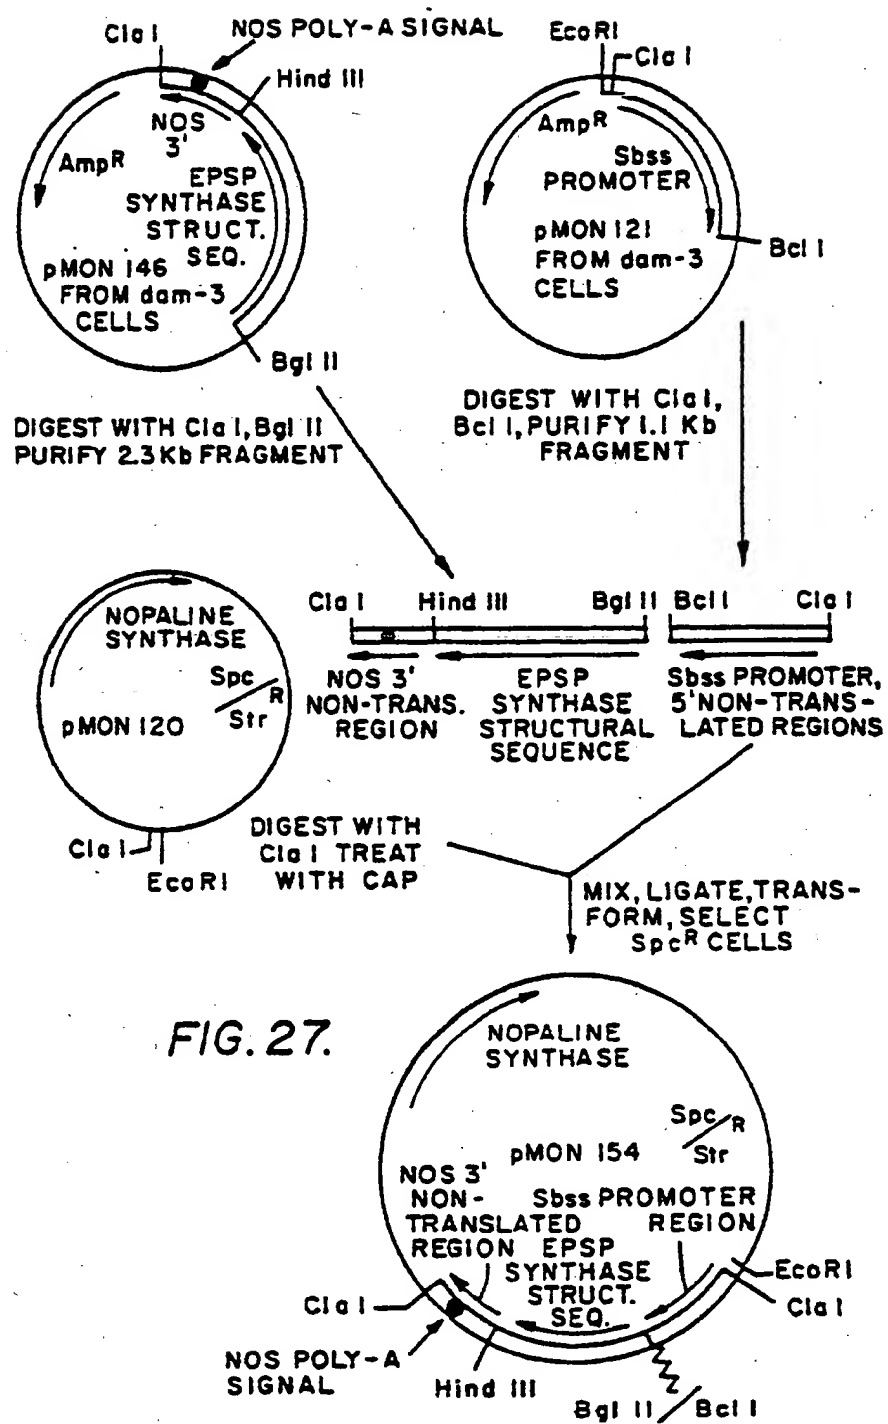 Cla I
NOS POLY-A SIGNAL
Hind III
NOS
3'
AmpR
EPSP
SYNTHASE
STRUCT.
SEQ.
pMON 146
FROM dam-3
CELLS
Bgl II
EcoRI
Cla I
AmpR
Sbss
PROMOTER
pMON 121
FROM dam-3
CELLS
Bcl I
DIGEST WITH Cla I, Bgl II
PURIFY 2.3Kb FRAGMENT
DIGEST WITH Cla I,
Bcl I, PURIFY 1.1 Kb
FRAGMENT
NOPALINE
SYNTHASE
Spc
R
Str
pMON 120
Cla I
EcoRI
Cla I
Hind III
Bgl II
Bcl I
Cla I
NOS 3'
NON-TRANS.
REGION
EPSP
SYNTHASE
STRUCTURAL
SEQUENCE
Sbss PROMOTER,
5'NON-TRANS-
LATED REGIONS
DIGEST WITH
Cla I TREAT
WITH CAP
MIX, LIGATE, TRANS-
FORM, SELECT
SpcR CELLS
FIG. 27.
NOPALINE
SYNTHASE
Spc
R
Str
pMON 154
NOS 3'
NON-
TRANSLATED
REGION
Sbss PROMOTER
REGION
EPSP
SYNTHASE
STRUCT.
SEQ.
EcoRI
Cla I
Cla I
NOS POLY-A
SIGNAL
Hind III
Bgl II / Bcl I